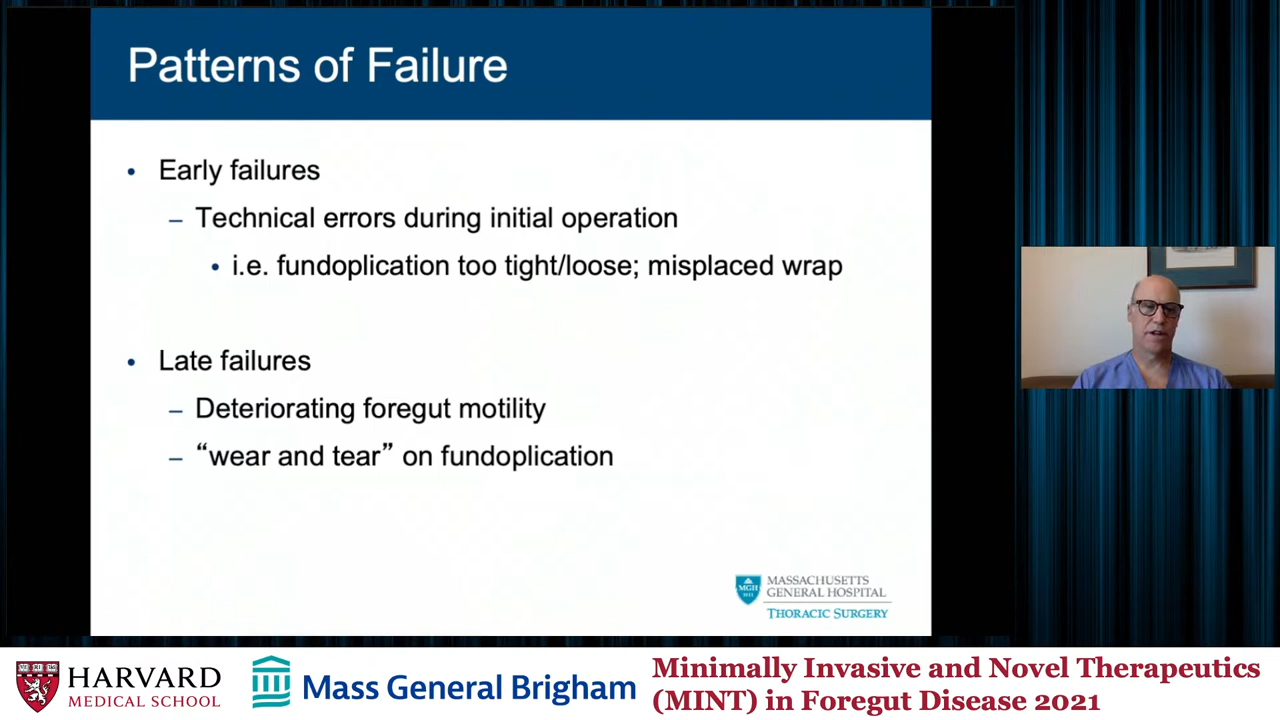 Patterns of Failure
• Early failures
– Technical errors during initial operation
• i.e. fundoplication too tight/loose; misplaced wrap
• Late failures
– Deteriorating foregut motility
– “wear and tear” on fundoplication
MGH
1811
MASSACHUSETTS
GENERAL HOSPITAL
THORACIC SURGERY
HARVARD
MEDICAL SCHOOL
Mass General Brigham
Minimally Invasive and Novel Therapeutics
(MINT) in Foregut Disease 2021